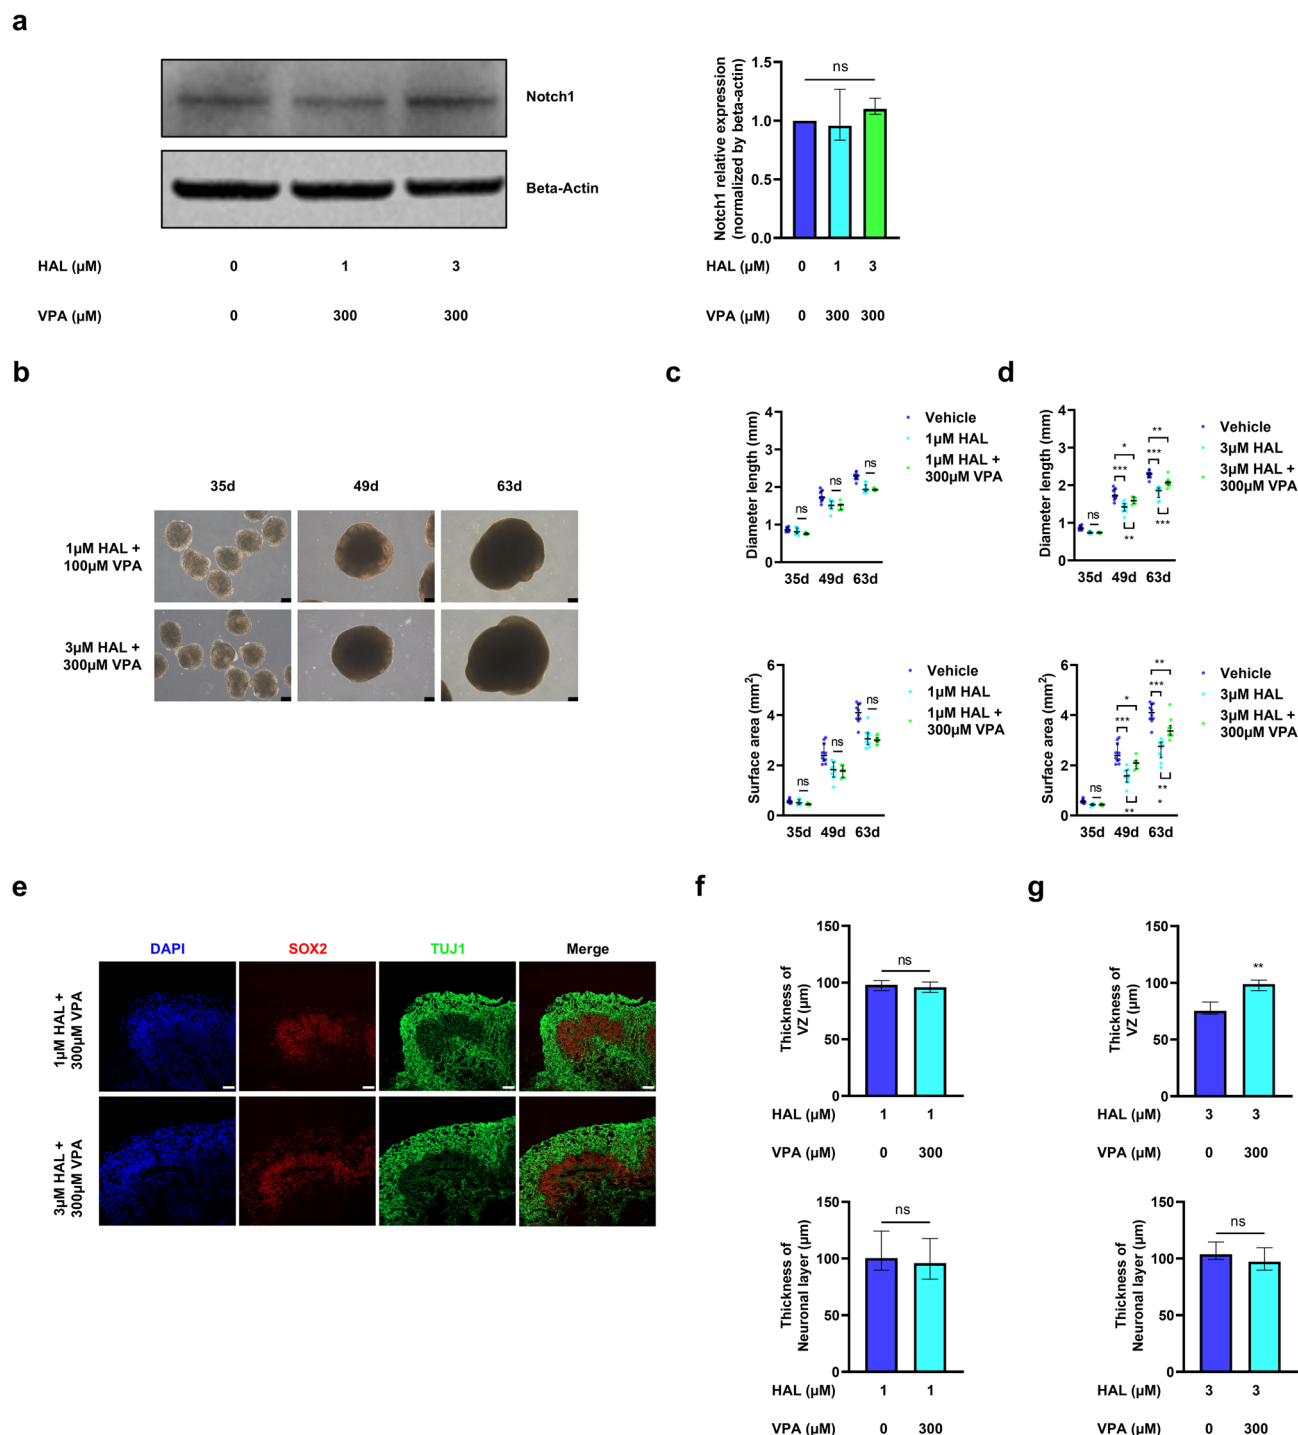 a
Notch1
Beta-Actin
HAL (µM) 0 1 3
VPA (µM) 0 300 300
Notch1 relative expression
(normalized by beta-actin)
1.5
1.0
0.5
0.0
ns
HAL (µM) 0 1 3
VPA (µM) 0 300 300
b
35d 49d 63d
1µM HAL +
100µM VPA
3µM HAL +
300µM VPA
c
Diameter length (mm)
4
3
2
1
0
ns
ns
ns
35d 49d 63d
Vehicle
1µM HAL
1µM HAL +
300µM VPA
Surface area (mm²)
6
4
2
0
ns
ns
ns
35d 49d 63d
Vehicle
1µM HAL
1µM HAL +
300µM VPA
d
Diameter length (mm)
4
3
2
1
0
ns
*
***
**
**
***
***
35d 49d 63d
Vehicle
3µM HAL
3µM HAL +
300µM VPA
Surface area (mm²)
6
4
2
0
ns
*
***
**
**
***
**
*
35d 49d 63d
Vehicle
3µM HAL
3µM HAL +
300µM VPA
e
DAPI SOX2 TUJ1 Merge
1µM HAL +
300µM VPA
3µM HAL +
300µM VPA
f
Thickness of
VZ (µm)
150
100
50
0
ns
HAL (µM) 1 1
VPA (µM) 0 300
Thickness of
Neuronal layer (µm)
150
100
50
0
ns
HAL (µM) 1 1
VPA (µM) 0 300
g
Thickness of
VZ (µm)
150
100
50
0
**
HAL (µM) 3 3
VPA (µM) 0 300
Thickness of
Neuronal layer (µm)
150
100
50
0
ns
HAL (µM) 3 3
VPA (µM) 0 300